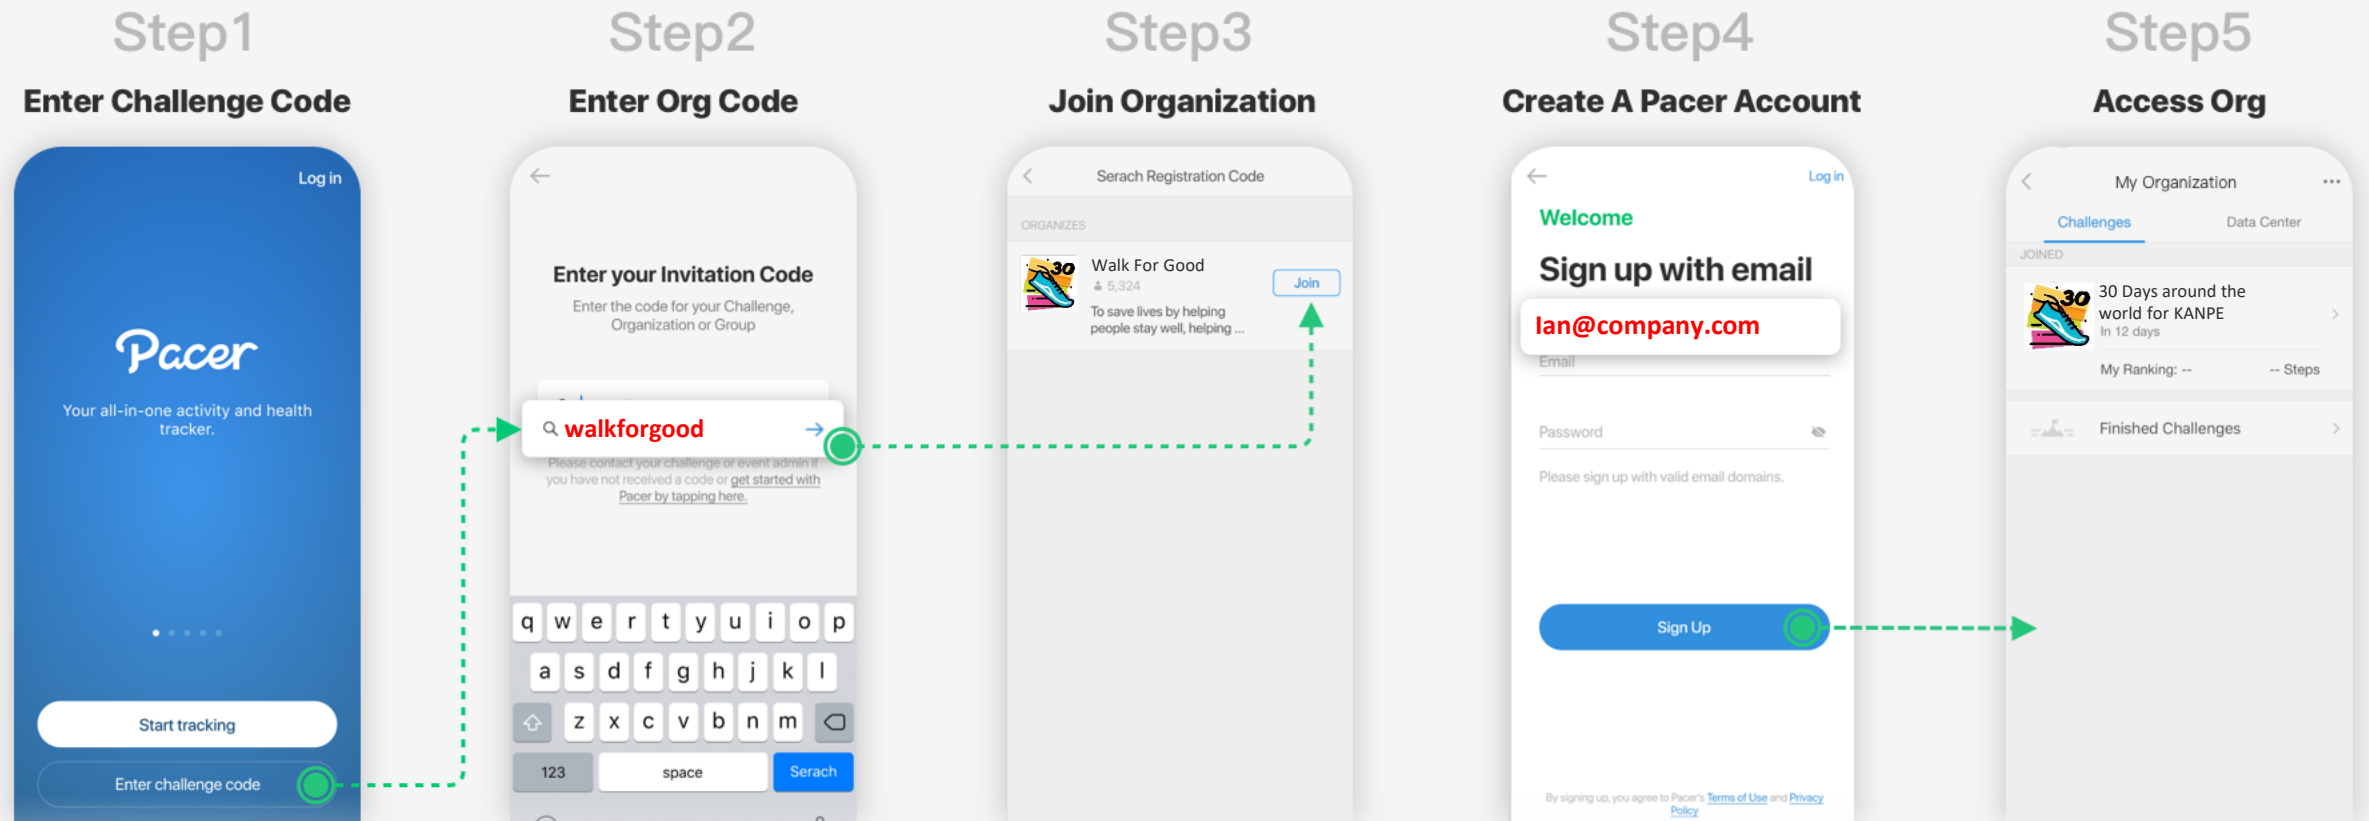 Step1
Enter Challenge Code
Log in
Pacer
Your all-in-one activity and health
tracker.
Start tracking
Enter challenge code
Step2
Enter Org Code
Enter your Invitation Code
Enter the code for your Challenge,
Organization or Group
walkforgood
Please contact your challenge or event admin if
you have not received a code or get started with
Pacer by tapping here.
q w e r t y u i o p
a s d f g h j k l
z x c v b n m
123 space Serach
Step3
Join Organization
Serach Registration Code
ORGANIZES
30
Walk For Good
5,324
Join
To save lives by helping
people stay well, helping ...
Step4
Create A Pacer Account
Log in
Welcome
Sign up with email
Ian@company.com
Email
Password
Please sign up with valid email domains.
Sign Up
By signing up, you agree to Pacer's Terms of Use and Privacy
Policy
Step5
Access Org
My Organization
Challenges Data Center
JOINED
30
30 Days around the
world for KANPE
In 12 days
My Ranking: -- -- Steps
Finished Challenges